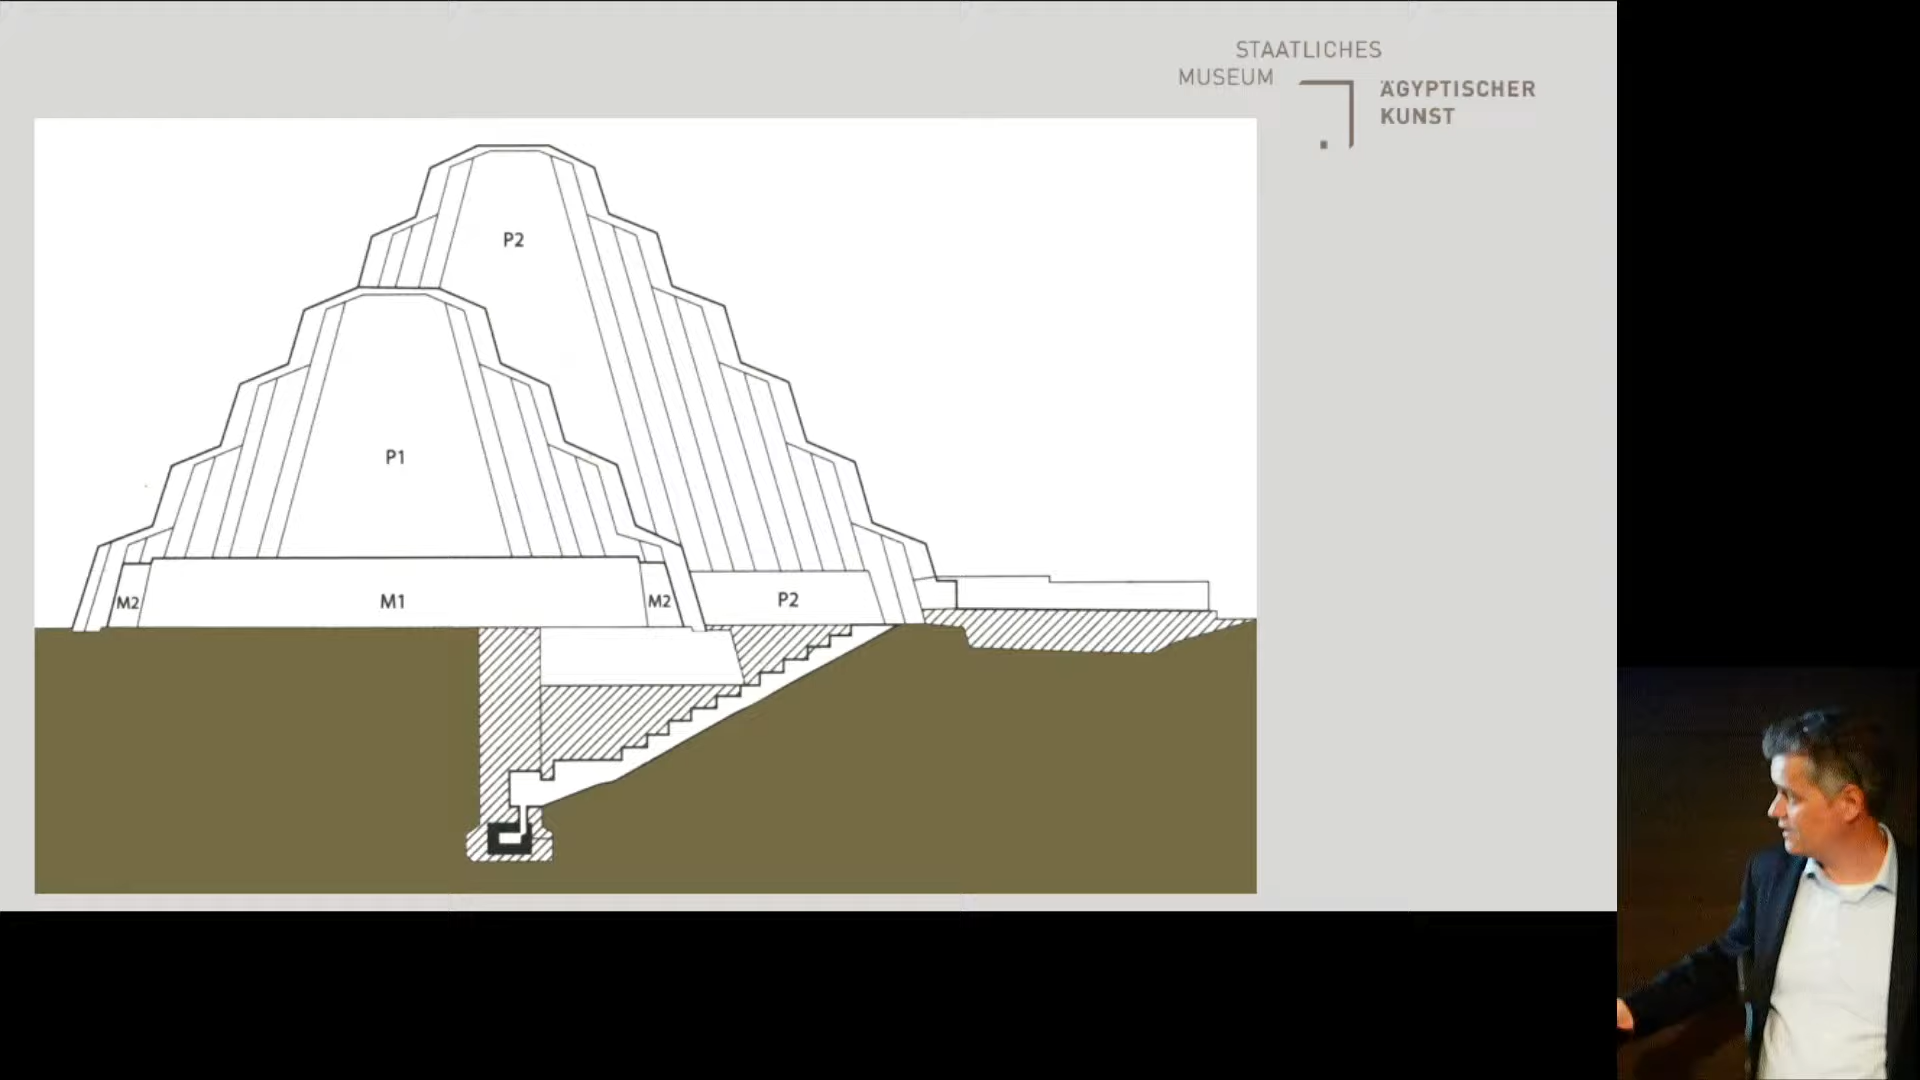 STAATLICHES
MUSEUM
ÄGYPTISCHER
KUNST
P2
P1
M2
M1
M2
P2